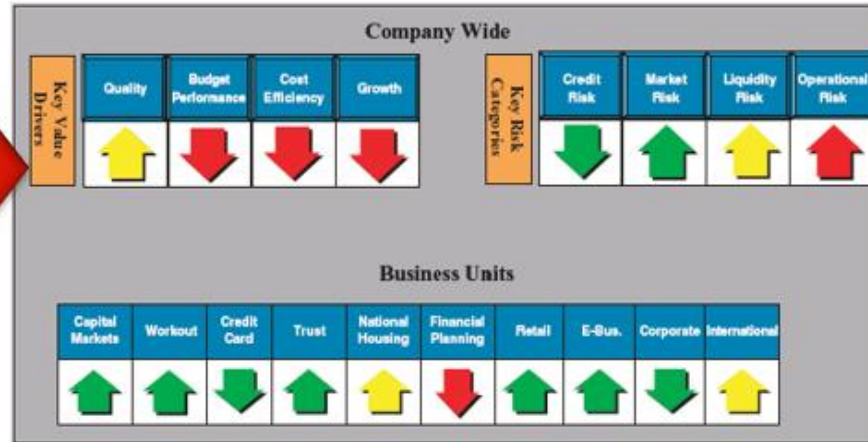 Company Wide
Key Value
Drivers
Quality
Budget
Performance
Cost
Efficiency
Growth
Key Risk
Categories
Credit
Risk
Market
Risk
Liquidity
Risk
Operational
Risk
Business Units
Capital
Markets
Workout
Credit
Card
Trust
National
Housing
Financial
Planning
Retail
E-Bus.
Corporate
International